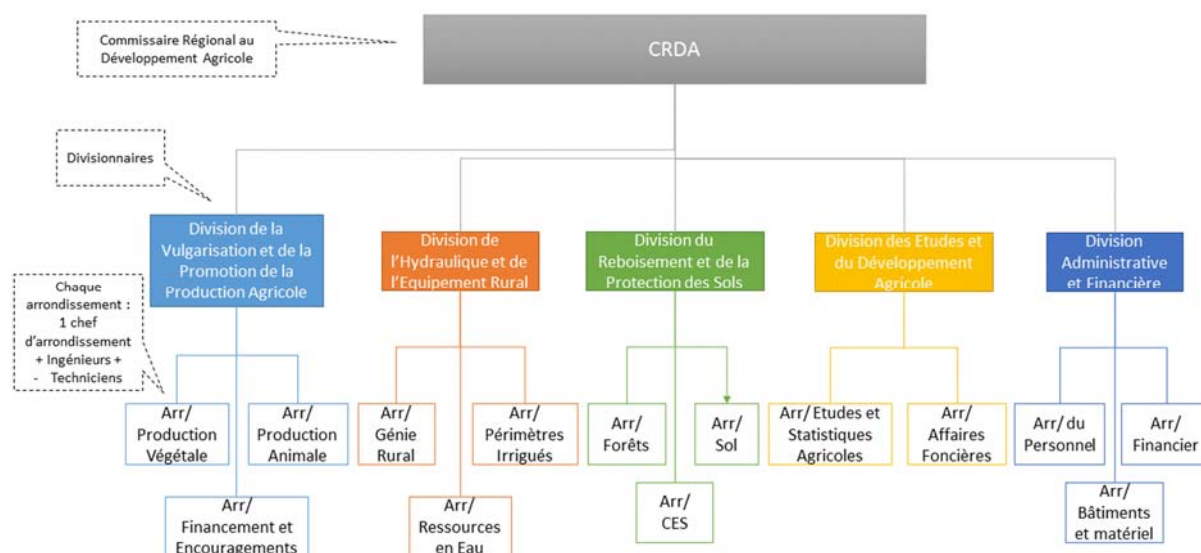 Commissaire Régional au
Développement Agricole
CRDA
Divisionnaires
Division de la
Vulgarisation et de la
Promotion de la
Production Agricole
Division de
l'Hydraulique et de
l'Equipement Rural
Division du
Reboisement et de la
Protection des Sols
Division des Etudes et
du Développement
Agricole
Division
Administrative
et Financière
Chaque
arrondissement :
1 chef
d'arrondissement
+ Ingénieurs +
- Techniciens
Arr/
Production
Végétale
Arr/
Production
Animale
Arr/
Génie
Rural
Arr/
Périmètres
Irrigués
Arr/
Forêts
Arr/
Sol
Arr/ Etudes et
Statistiques
Agricoles
Arr/
Affaires
Foncières
Arr/ du
Personnel
Arr/
Financier
Arr/
Financement et
Encouragements
Arr/
Ressources
en Eau
Arr/
CES
Arr/
Bâtiments
et matériel